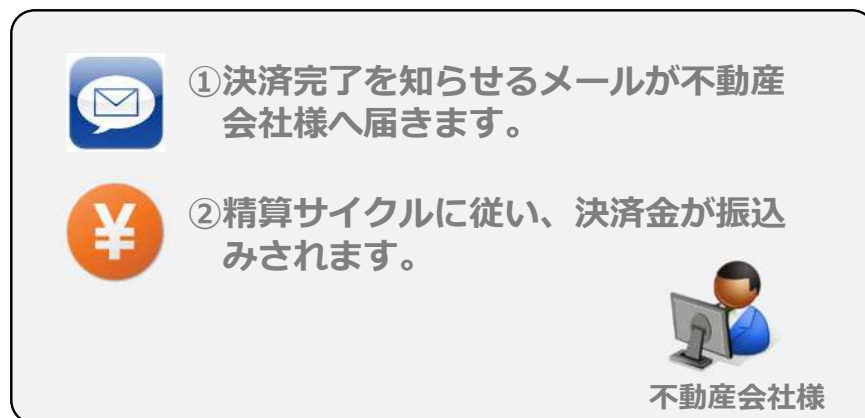 ①決済完了を知らせるメールが不動産
会社様へ届きます。
¥
②精算サイクルに従い、決済金が振込
みされます。
不動産会社様